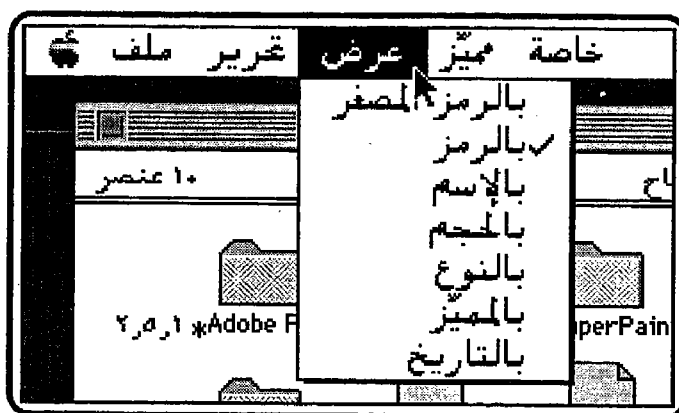 خاصة مميّز عرض تحرير ملف
بالرمز المصغر
✓بالرمز
بالإسم
بالحجم
بالنوع
بالمميّز
بالتاريخ
١٠ عنصر
٢,٥,١ *Adobe
perPain